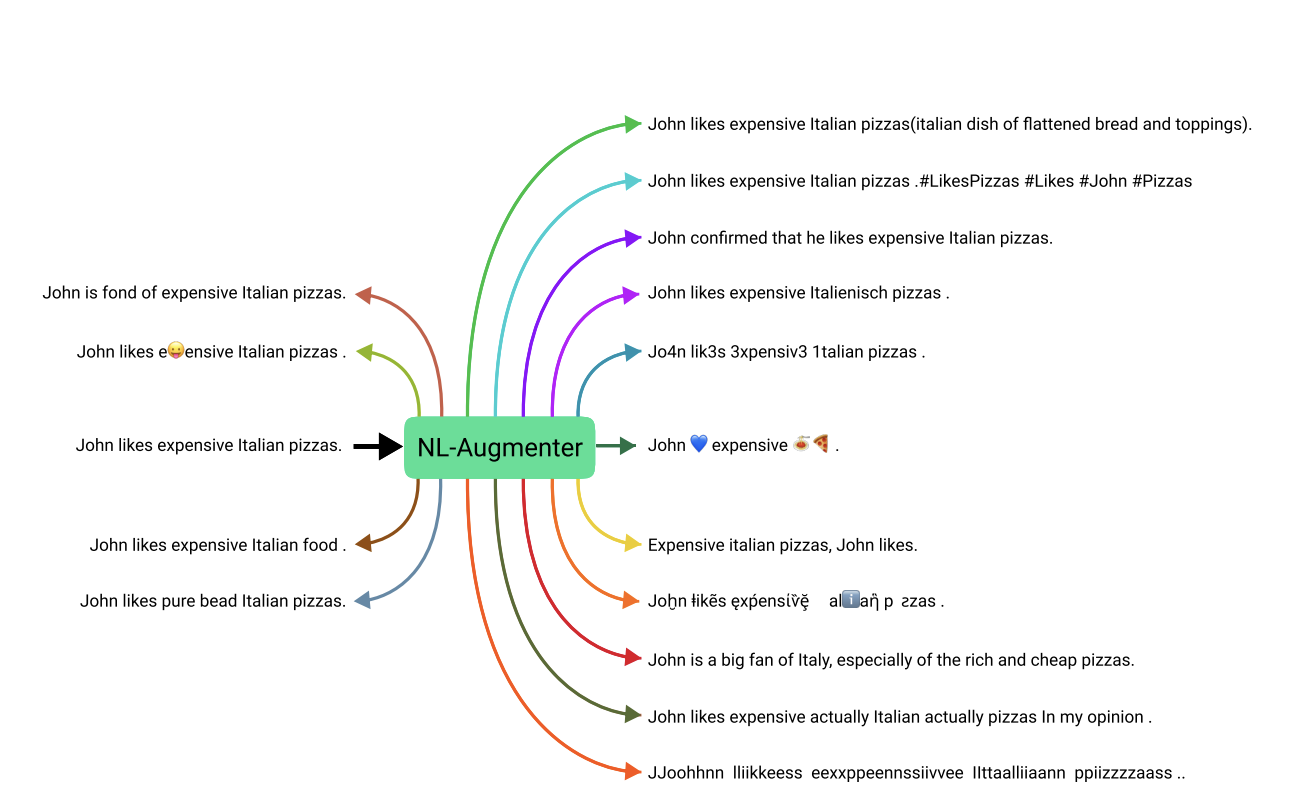 John likes expensive Italian pizzas(italian dish of flattened bread and toppings).
John likes expensive Italian pizzas .#LikesPizzas #Likes #John #Pizzas
John confirmed that he likes expensive Italian pizzas.
John is fond of expensive Italian pizzas.
John likes expensive Italienisch pizzas .
John likes e😛ensive Italian pizzas .
Jo4n lik3s 3xpensiv3 1talian pizzas .
John likes expensive Italian pizzas.
NL-Augmenter
John 💙 expensive 🍝🍕 .
John likes expensive Italian food .
Expensive italian pizzas, John likes.
John likes pure bead Italian pizzas.
Joẖn ƚikẽs ęxṕensἰv̏ḝ al ℹ️aἢ p ƨzas .
John is a big fan of Italy, especially of the rich and cheap pizzas.
John likes expensive actually Italian actually pizzas In my opinion .
JJoohhnn lliikkeess eexxppeennssiivvee IIttaalliiaann ppiizzzzaass ..